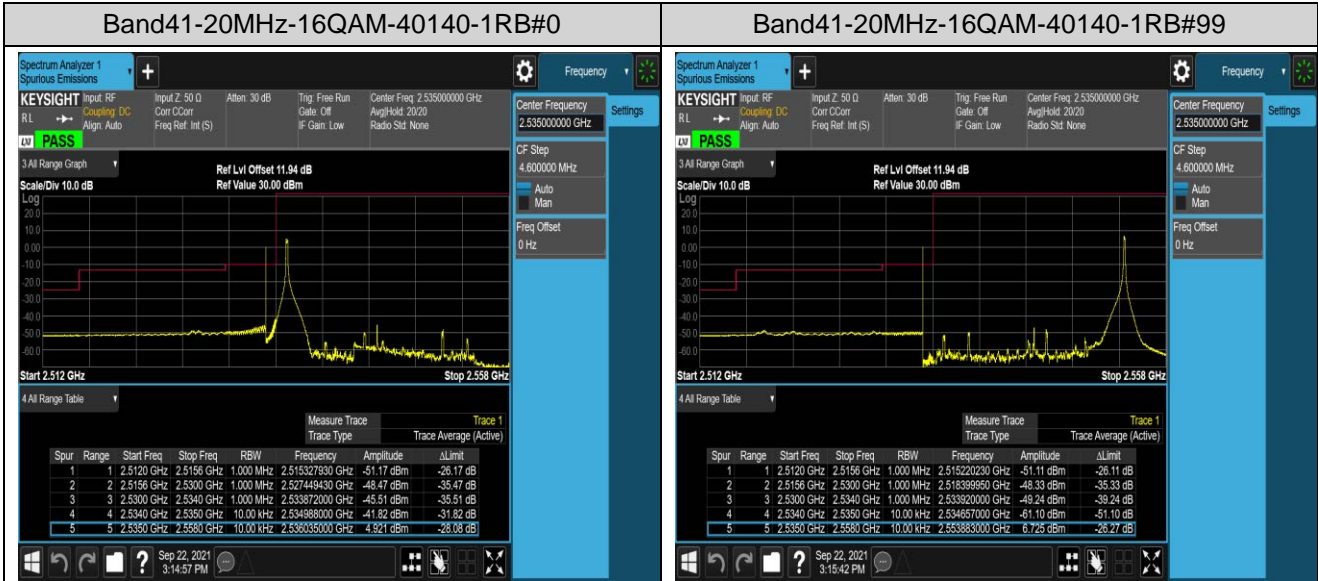 Band41-20MHz-16QAM-40140-1RB#0
Spectrum Analyzer 1
Spurious Emissions
+
Frequency
KEYSIGHT
RL
Input: RF
Coupling: DC
Align: Auto
Input Z: 50 Ω
Corr CCorr
Freq Ref: Int (S)
Atten: 30 dB
Trig: Free Run
Gate: Off
IF Gain: Low
Center Freq: 2.535000000 GHz
Avg|Hold: 20/20
Radio Std: None
LXI PASS
Center Frequency
2.535000000 GHz
Settings
CF Step
4.600000 MHz
Auto
Man
Freq Offset
0 Hz
3 All Range Graph
Ref Lvl Offset 11.94 dB
Scale/Div 10.0 dB
Ref Value 30.00 dBm
Log
20.0
10.0
0.00
-10.0
-20.0
-30.0
-40.0
-50.0
-60.0
Start 2.512 GHz
Stop 2.558 GHz
4 All Range Table
Measure Trace Trace 1
Trace Type Trace Average (Active)
Spur Range Start Freq Stop Freq RBW Frequency Amplitude ΔLimit
1 1 2.5120 GHz 2.5156 GHz 1.000 MHz 2.515327930 GHz -51.17 dBm -26.17 dB
2 2 2.5156 GHz 2.5300 GHz 1.000 MHz 2.527449430 GHz -48.47 dBm -35.47 dB
3 3 2.5300 GHz 2.5340 GHz 1.000 MHz 2.533872000 GHz -45.51 dBm -35.51 dB
4 4 2.5340 GHz 2.5350 GHz 10.00 kHz 2.534988000 GHz -41.82 dBm -31.82 dB
5 5 2.5350 GHz 2.5580 GHz 10.00 kHz 2.536035000 GHz 4.921 dBm -28.08 dB
?
Sep 22, 2021
3:14:57 PM
Band41-20MHz-16QAM-40140-1RB#99
Spectrum Analyzer 1
Spurious Emissions
+
Frequency
KEYSIGHT
RL
Input: RF
Coupling: DC
Align: Auto
Input Z: 50 Ω
Corr CCorr
Freq Ref: Int (S)
Atten: 30 dB
Trig: Free Run
Gate: Off
IF Gain: Low
Center Freq: 2.535000000 GHz
Avg|Hold: 20/20
Radio Std: None
LXI PASS
Center Frequency
2.535000000 GHz
Settings
CF Step
4.600000 MHz
Auto
Man
Freq Offset
0 Hz
3 All Range Graph
Ref Lvl Offset 11.94 dB
Scale/Div 10.0 dB
Ref Value 30.00 dBm
Log
20.0
10.0
0.00
-10.0
-20.0
-30.0
-40.0
-50.0
-60.0
Start 2.512 GHz
Stop 2.558 GHz
4 All Range Table
Measure Trace Trace 1
Trace Type Trace Average (Active)
Spur Range Start Freq Stop Freq RBW Frequency Amplitude ΔLimit
1 1 2.5120 GHz 2.5156 GHz 1.000 MHz 2.515220230 GHz -51.11 dBm -26.11 dB
2 2 2.5156 GHz 2.5300 GHz 1.000 MHz 2.518399950 GHz -48.33 dBm -35.33 dB
3 3 2.5300 GHz 2.5340 GHz 1.000 MHz 2.533920000 GHz -49.24 dBm -39.24 dB
4 4 2.5340 GHz 2.5350 GHz 10.00 kHz 2.534657000 GHz -61.10 dBm -51.10 dB
5 5 2.5350 GHz 2.5580 GHz 10.00 kHz 2.553883000 GHz 6.725 dBm -26.27 dB
?
Sep 22, 2021
3:15:42 PM